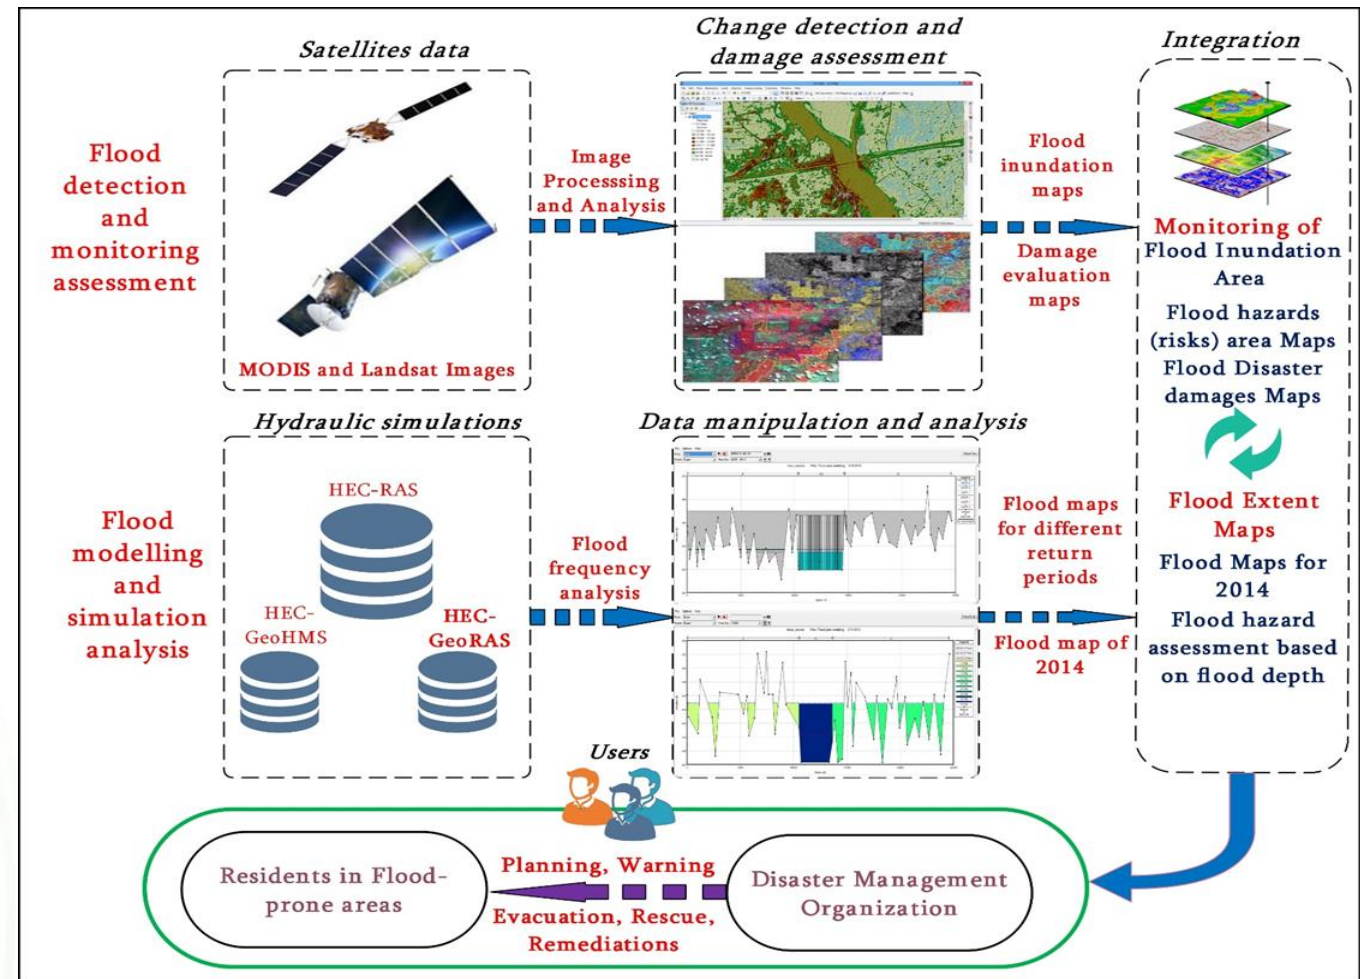 Satellites data
Change detection and
damage assessment
Integration
Flood
detection
and
monitoring
assessment
MODIS and Landsat Images
Image
Processsing
and Analysis
Flood
inundation
maps
Damage
evaluation
maps
Monitoring of
Flood Inundation
Area
Flood hazards
(risks) area Maps
Flood Disaster
damages Maps
Flood Extent
Maps
Flood Maps for
2014
Flood hazard
assessment based
on flood depth
Hydraulic simulations
Data manipulation and analysis
Flood
modelling
and
simulation
analysis
HEC-RAS
HEC-
GeoHMS
HEC-
GeoRAS
Flood
frequency
analysis
Flood maps
for different
return
periods
Flood map of
2014
Users
Residents in Flood-
prone areas
Planning, Warning
Evacuation, Rescue,
Remediations
Disaster Management
Organization